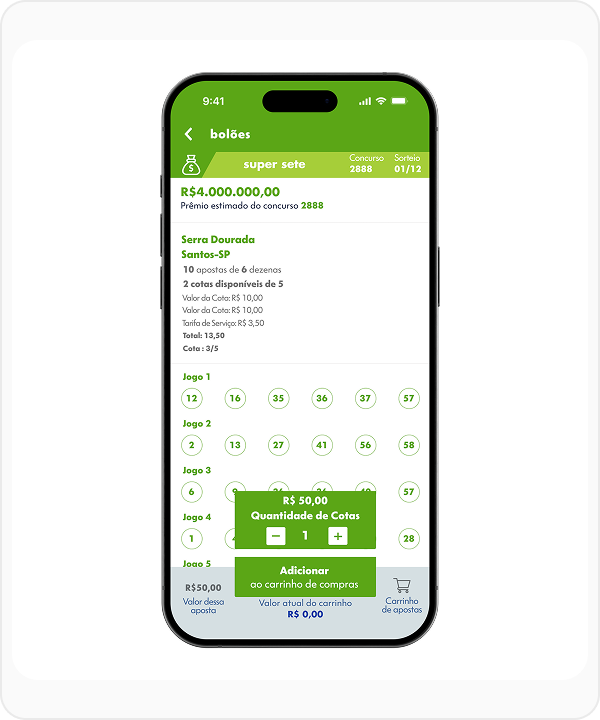 9:41
bolões
super sete
Concurso 2888
Sorteio 01/12
R$4.000.000,00
Prêmio estimado do concurso 2888
Serra Dourada
Santos-SP
10 apostas de 6 dezenas
2 cotas disponíveis de 5
Valor da Cota: R$ 10,00
Valor da Cota: R$ 10,00
Tarifa de Serviço: R$ 3,50
Total: 13,50
Cota : 3/5
Jogo 1
12 16 35 36 37 57
Jogo 2
2 13 27 41 56 58
Jogo 3
6 57
Jogo 4
1 28
Jogo 5
R$ 50,00
Quantidade de Cotas
− 1 +
Adicionar
ao carrinho de compras
R$50,00
Valor dessa
aposta
Valor atual do carrinho
R$ 0,00
Carrinho
de apostas